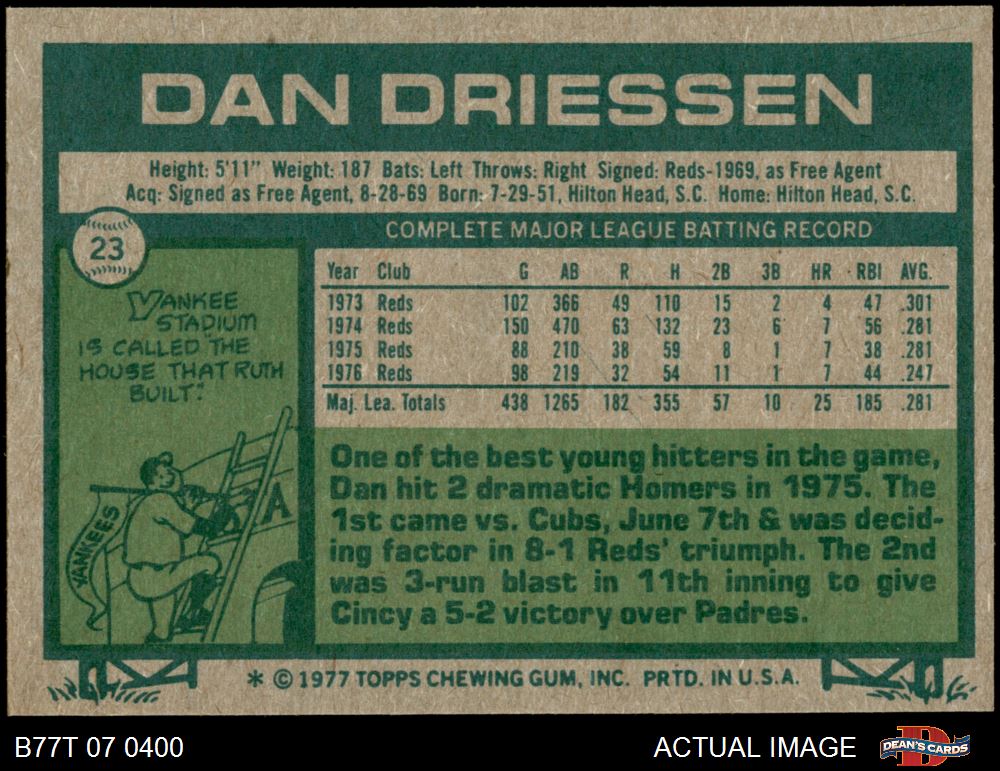 DAN DRIESSEN
Height: 5'11" Weight: 187 Bats: Left Throws: Right Signed: Reds-1969, as Free Agent
Acq: Signed as Free Agent, 8-28-69 Born: 7-29-51, Hilton Head, S.C. Home: Hilton Head, S.C.
23
YANKEE
STADIUM
IS CALLED "THE
HOUSE THAT RUTH
BUILT."
YANKEES
A
COMPLETE MAJOR LEAGUE BATTING RECORD
Year Club G AB R H 2B 3B HR RBI AVG.
1973 Reds 102 366 49 110 15 2 4 47 .301
1974 Reds 150 470 63 132 23 6 7 56 .281
1975 Reds 88 210 38 59 8 1 7 38 .281
1976 Reds 98 219 32 54 11 1 7 44 .247
Maj. Lea. Totals 438 1265 182 355 57 10 25 185 .281
One of the best young hitters in the game,
Dan hit 2 dramatic Homers in 1975. The
1st came vs. Cubs, June 7th & was decid-
ing factor in 8-1 Reds' triumph. The 2nd
was 3-run blast in 11th inning to give
Cincy a 5-2 victory over Padres.
* © 1977 TOPPS CHEWING GUM, INC. PRTD. IN U.S.A.
B77T 07 0400
ACTUAL IMAGE
D
DEAN'S CARDS